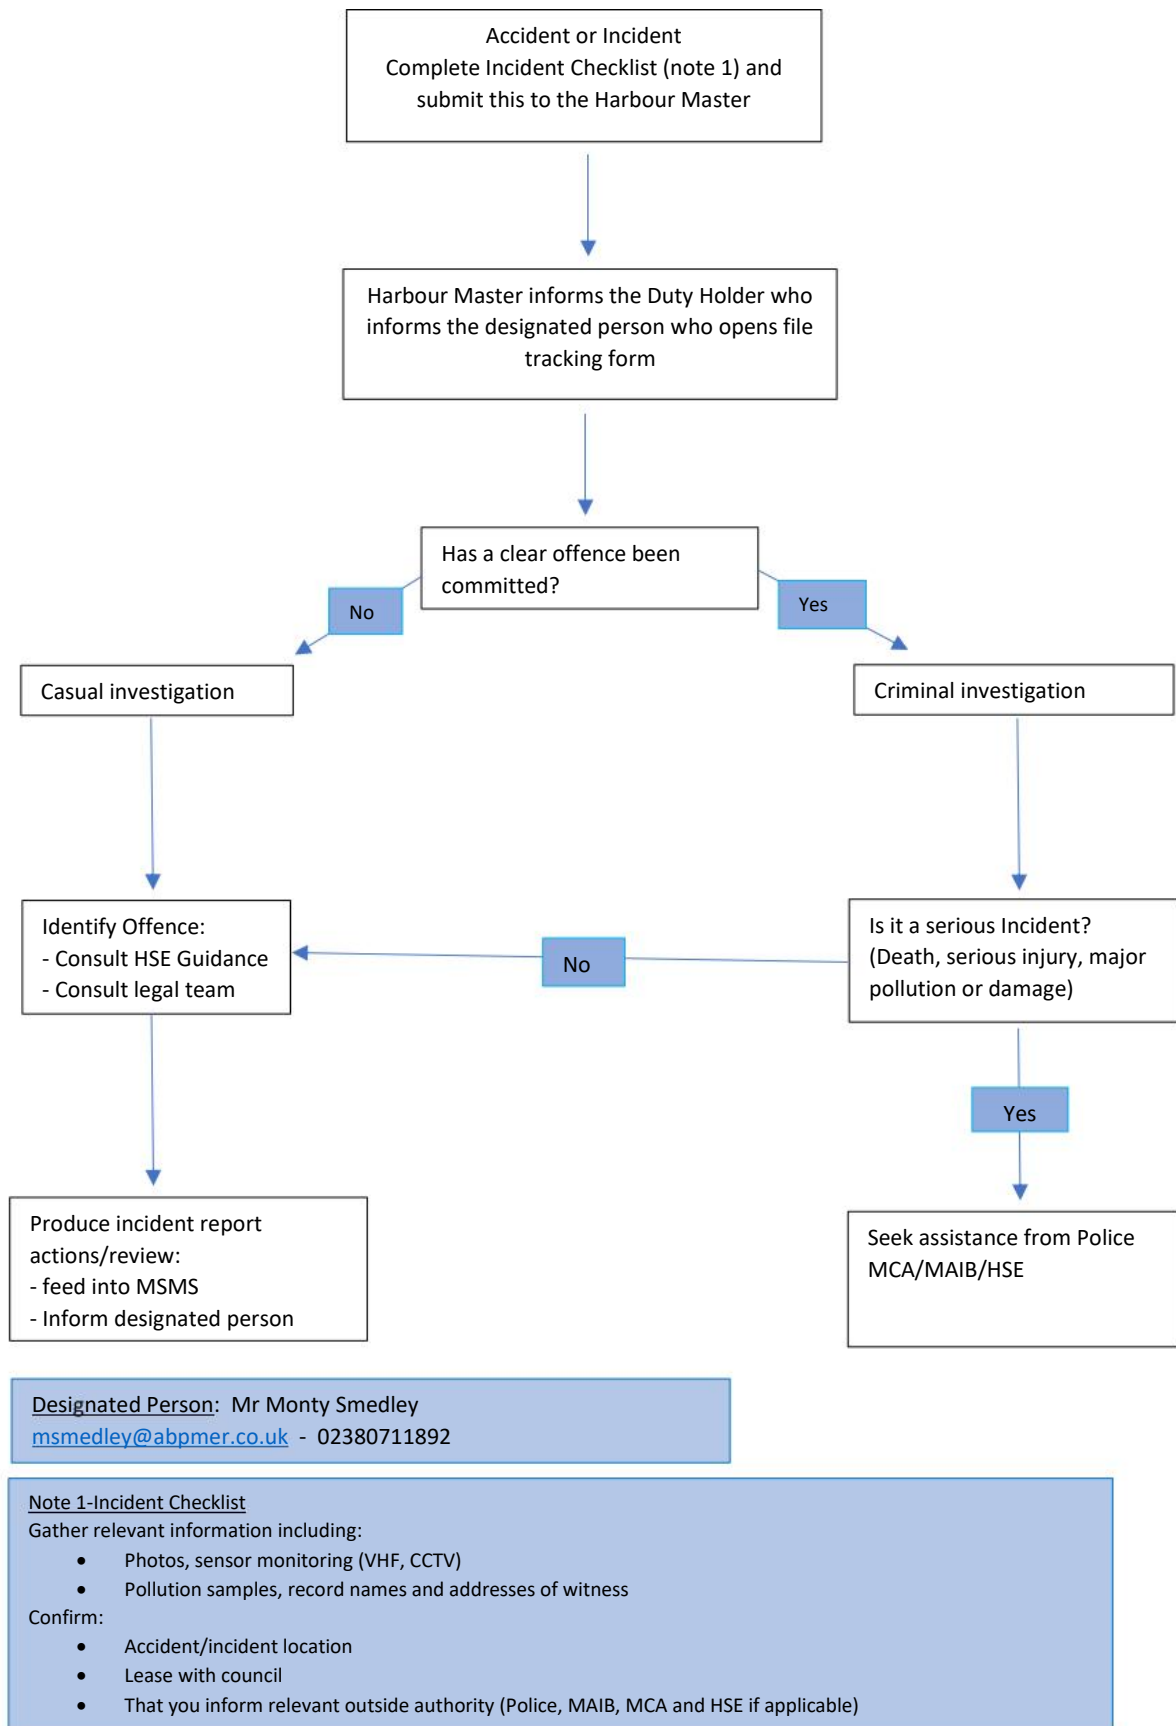 Accident or Incident
Complete Incident Checklist (note 1) and
submit this to the Harbour Master
Harbour Master informs the Duty Holder who
informs the designated person who opens file
tracking form
Has a clear offence been
committed?
No
Yes
Casual investigation
Criminal investigation
Identify Offence:
- Consult HSE Guidance
- Consult legal team
No
Is it a serious Incident?
(Death, serious injury, major
pollution or damage)
Yes
Produce incident report
actions/review:
- feed into MSMS
- Inform designated person
Seek assistance from Police
MCA/MAIB/HSE
Designated Person: Mr Monty Smedley
msmedley@abpmer.co.uk - 02380711892
Note 1-Incident Checklist
Gather relevant information including:
• Photos, sensor monitoring (VHF, CCTV)
• Pollution samples, record names and addresses of witness
Confirm:
• Accident/incident location
• Lease with council
• That you inform relevant outside authority (Police, MAIB, MCA and HSE if applicable)